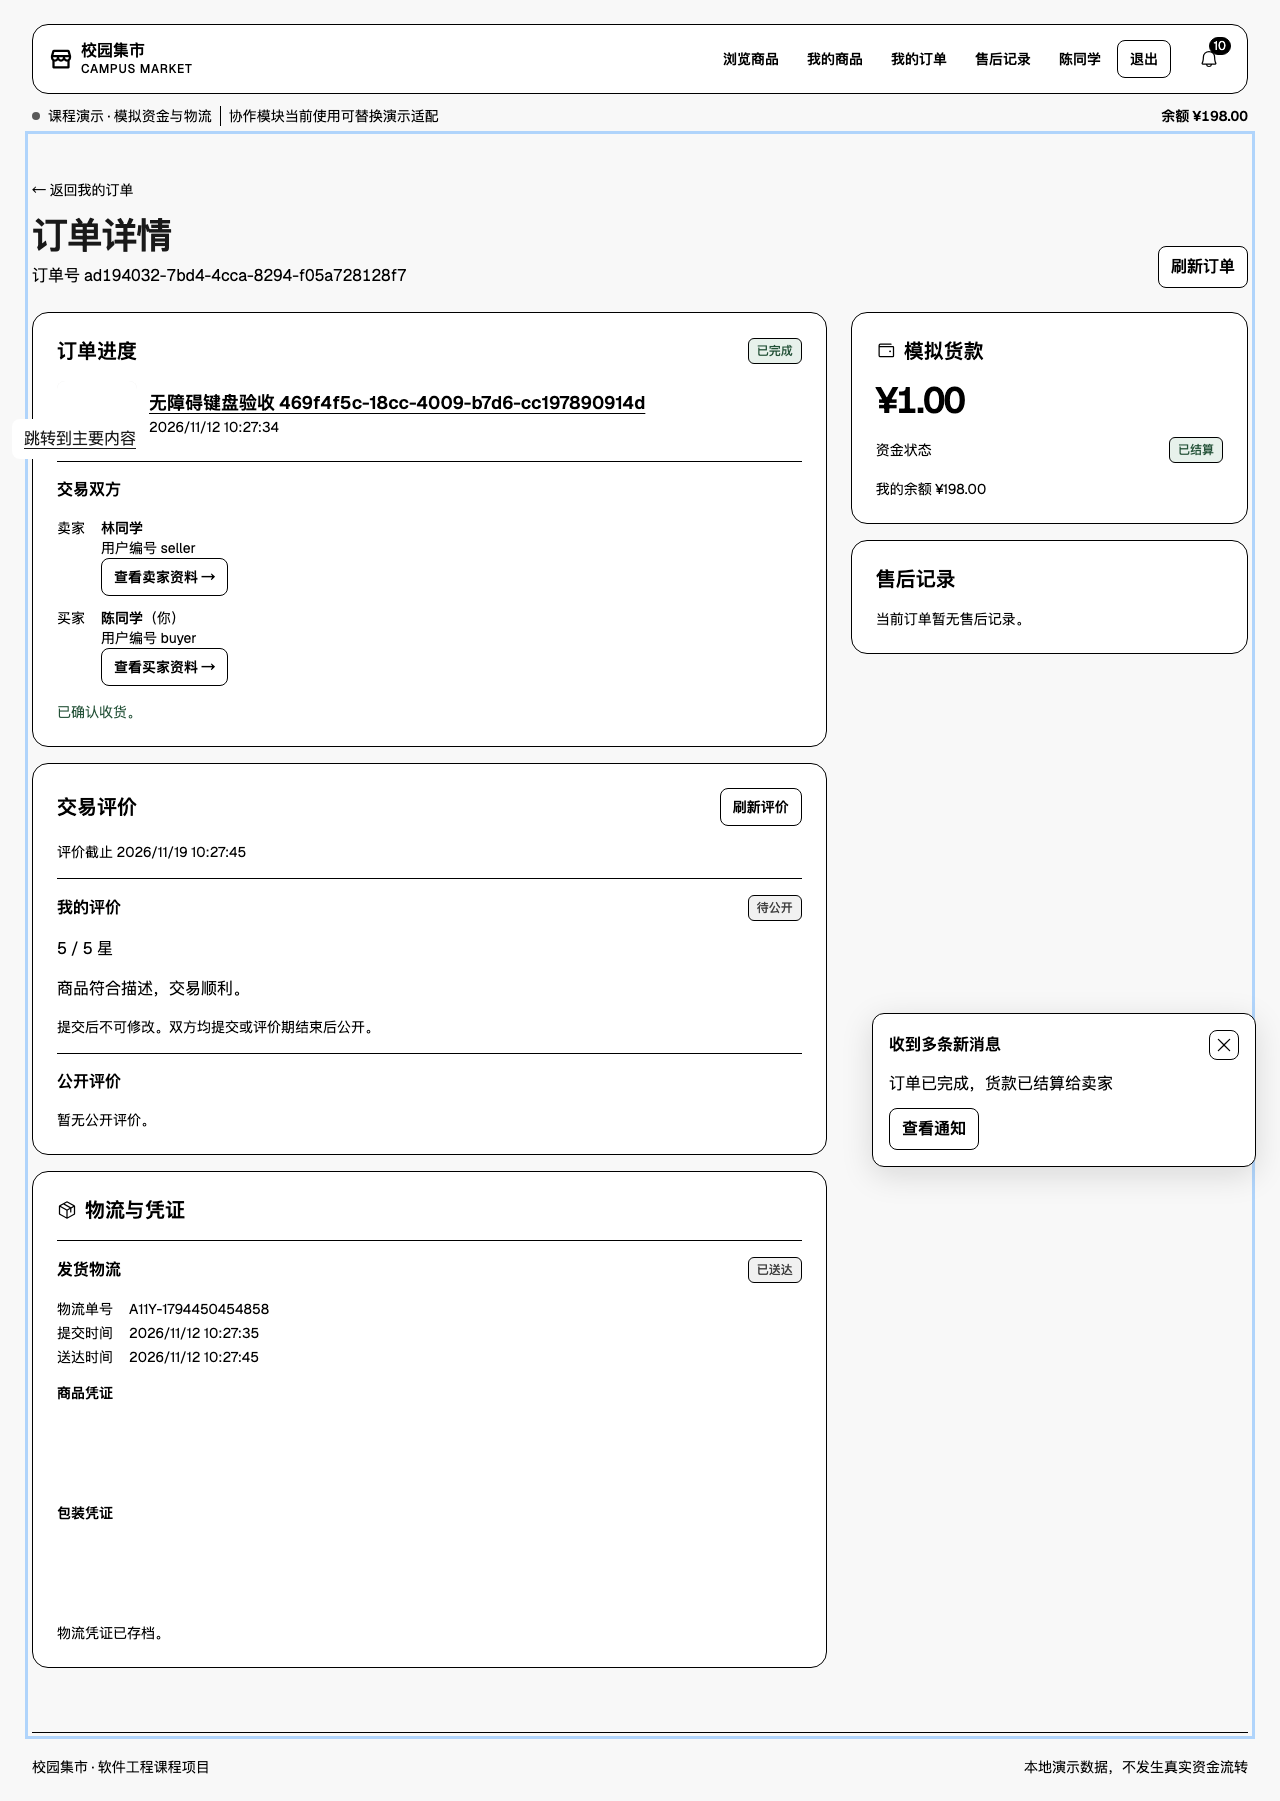 校园集市
CAMPUS MARKET
浏览商品 我的商品 我的订单 售后记录 陈同学 退出 10
课程演示 · 模拟资金与物流 协作模块当前使用可替换演示适配 余额 ¥198.00
← 返回我的订单
订单详情
订单号 ad194032-7bd4-4cca-8294-f05a728128f7
刷新订单
订单进度 已完成
无障碍键盘验收 469f4f5c-18cc-4009-b7d6-cc197890914d
2026/11/12 10:27:34
跳转到主要内容
交易双方
卖家 林同学
用户编号 seller
查看卖家资料 →
买家 陈同学（你）
用户编号 buyer
查看买家资料 →
已确认收货。
模拟货款
¥1.00
资金状态 已结算
我的余额 ¥198.00
售后记录
当前订单暂无售后记录。
交易评价 刷新评价
评价截止 2026/11/19 10:27:45
我的评价 待公开
5 / 5 星
商品符合描述，交易顺利。
提交后不可修改。双方均提交或评价期结束后公开。
公开评价
暂无公开评价。
收到多条新消息
订单已完成，货款已结算给卖家
查看通知
物流与凭证
发货物流 已送达
物流单号 A11Y-1794450454858
提交时间 2026/11/12 10:27:35
送达时间 2026/11/12 10:27:45
商品凭证
包装凭证
物流凭证已存档。
校园集市 · 软件工程课程项目 本地演示数据，不发生真实资金流转